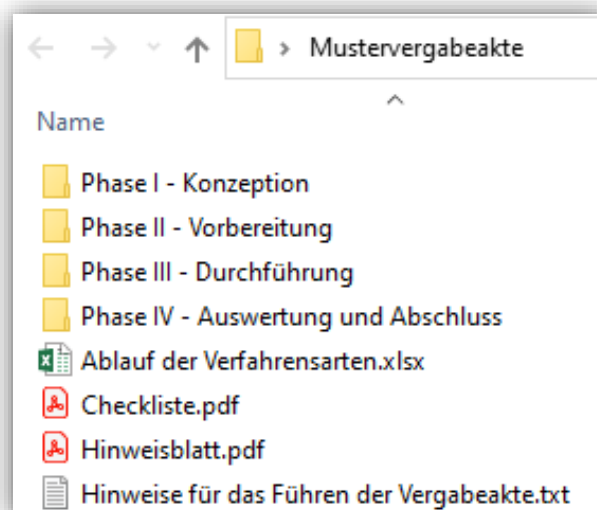 Mustervergabeakte
Name
Phase I - Konzeption
Phase II - Vorbereitung
Phase III - Durchführung
Phase IV - Auswertung und Abschluss
Ablauf der Verfahrensarten.xlsx
Checkliste.pdf
Hinweisblatt.pdf
Hinweise für das Führen der Vergabeakte.txt